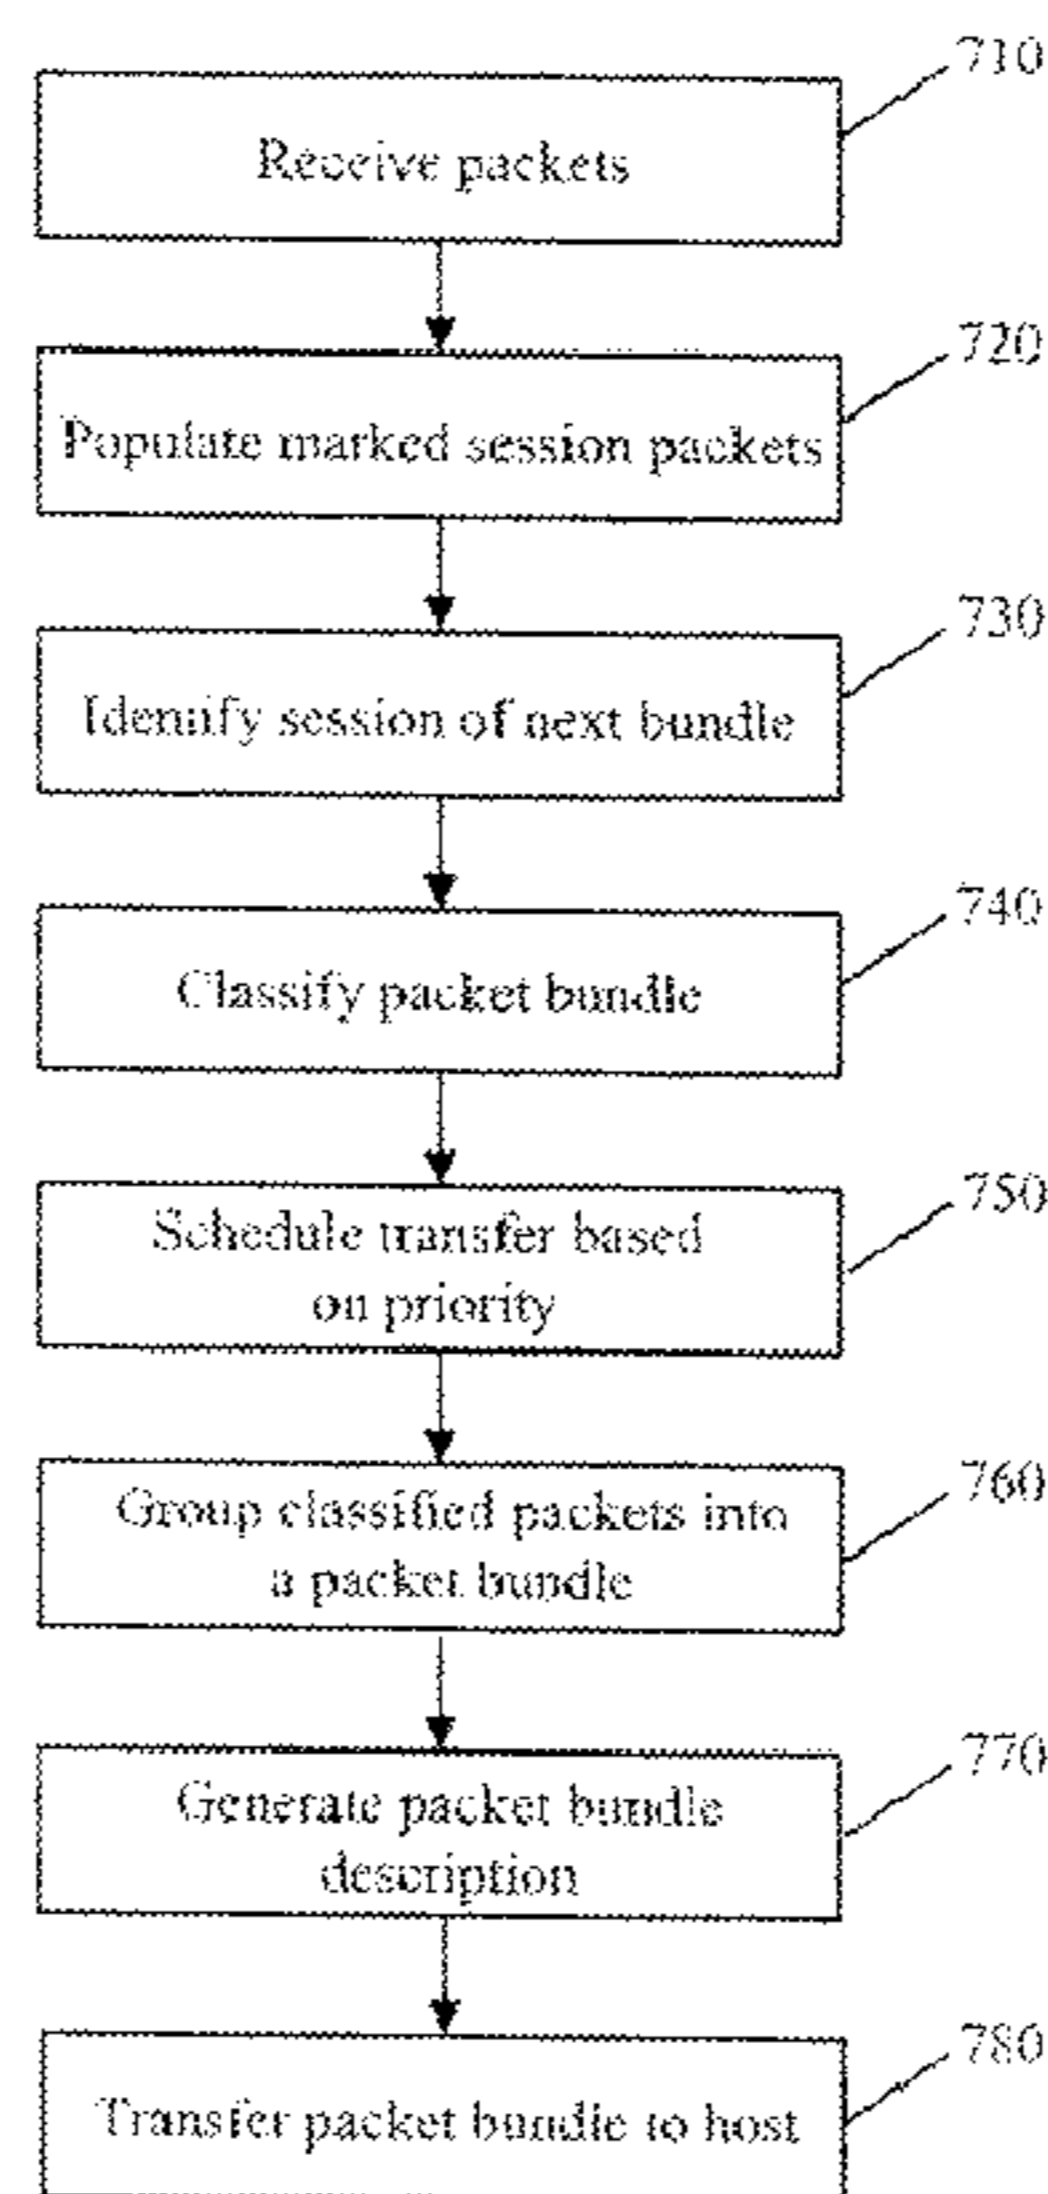 710
Receive packets
720
Populate marked session packets
730
Identify session of next bundle
740
Classify packet bundle
750
Schedule transfer based
on priority
760
Group classified packets into
a packet bundle
770
Generate packet bundle
description
780
Transfer packet bundle to host